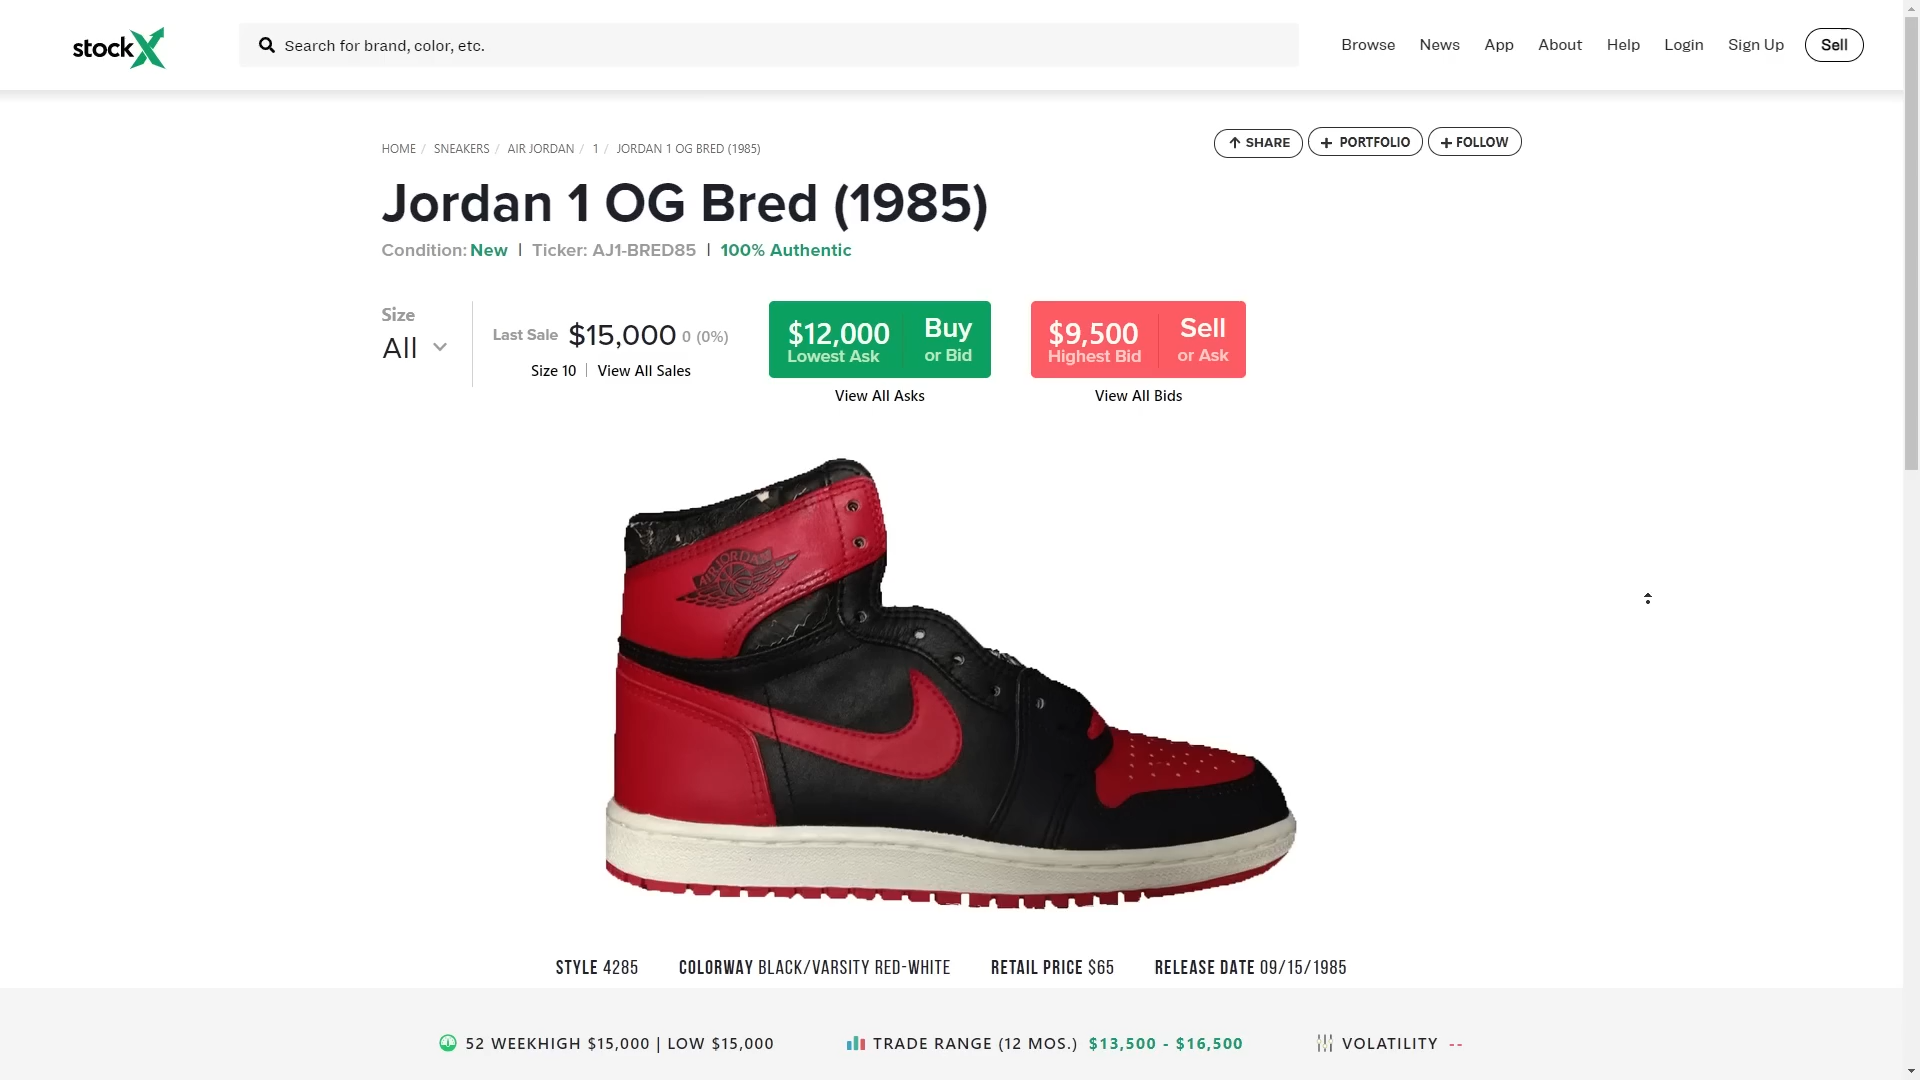 stockX
Search for brand, color, etc.
Browse News App About Help Login Sign Up Sell
HOME / SNEAKERS / AIR JORDAN / 1 / JORDAN 1 OG BRED (1985)
SHARE + PORTFOLIO + FOLLOW
Jordan 1 OG Bred (1985)
Condition: New | Ticker: AJ1-BRED85 | 100% Authentic
Size
All
Last Sale $15,000 0 (0%)
Size 10 | View All Sales
$12,000 Buy
Lowest Ask or Bid
View All Asks
$9,500 Sell
Highest Bid or Ask
View All Bids
AIR JORDAN
STYLE 4285 COLORWAY BLACK/VARSITY RED-WHITE RETAIL PRICE $65 RELEASE DATE 09/15/1985
52 WEEKHIGH $15,000 | LOW $15,000 TRADE RANGE (12 MOS.) $13,500 - $16,500 VOLATILITY --